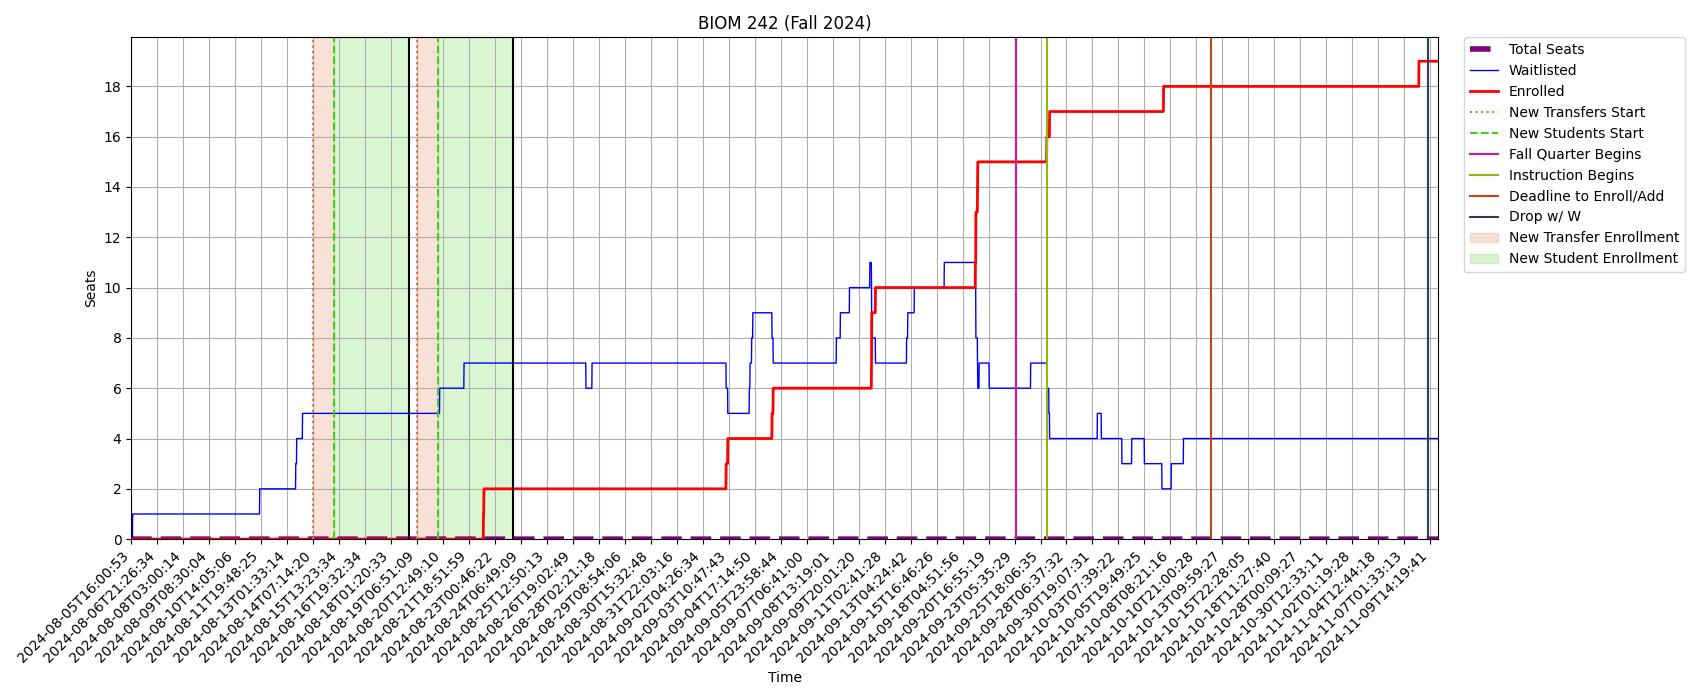 BIOM 242 (Fall 2024)
Total Seats
Waitlisted
Enrolled
New Transfers Start
New Students Start
Fall Quarter Begins
Instruction Begins
Deadline to Enroll/Add
Drop w/ W
New Transfer Enrollment
New Student Enrollment
Seats
18
16
14
12
10
8
6
4
2
0
2024-08-05T16:00:53
2024-08-06T21:26:34
2024-08-08T03:00:14
2024-08-09T08:30:04
2024-08-10T14:05:06
2024-08-11T19:48:25
2024-08-13T01:33:14
2024-08-14T07:14:20
2024-08-15T13:23:34
2024-08-16T19:32:34
2024-08-18T01:20:33
2024-08-19T06:51:09
2024-08-20T12:49:10
2024-08-21T18:51:59
2024-08-23T00:46:22
2024-08-24T06:49:09
2024-08-25T12:50:13
2024-08-26T19:02:49
2024-08-28T02:21:18
2024-08-29T08:54:06
2024-08-30T15:32:48
2024-08-31T22:03:16
2024-09-02T04:26:34
2024-09-03T10:47:43
2024-09-04T17:14:50
2024-09-05T23:58:44
2024-09-07T06:41:00
2024-09-08T13:19:01
2024-09-09T20:01:20
2024-09-11T02:41:28
2024-09-13T04:24:42
2024-09-15T16:46:26
2024-09-18T04:51:56
2024-09-20T16:55:19
2024-09-23T05:35:29
2024-09-25T18:06:35
2024-09-28T06:37:32
2024-09-30T19:07:31
2024-10-03T07:39:22
2024-10-05T19:49:25
2024-10-08T08:21:16
2024-10-10T21:00:28
2024-10-13T09:59:27
2024-10-15T22:28:05
2024-10-18T11:27:40
2024-10-28T00:09:27
2024-10-30T12:33:11
2024-11-02T01:19:28
2024-11-04T12:44:18
2024-11-07T01:33:13
2024-11-09T14:19:41
Time